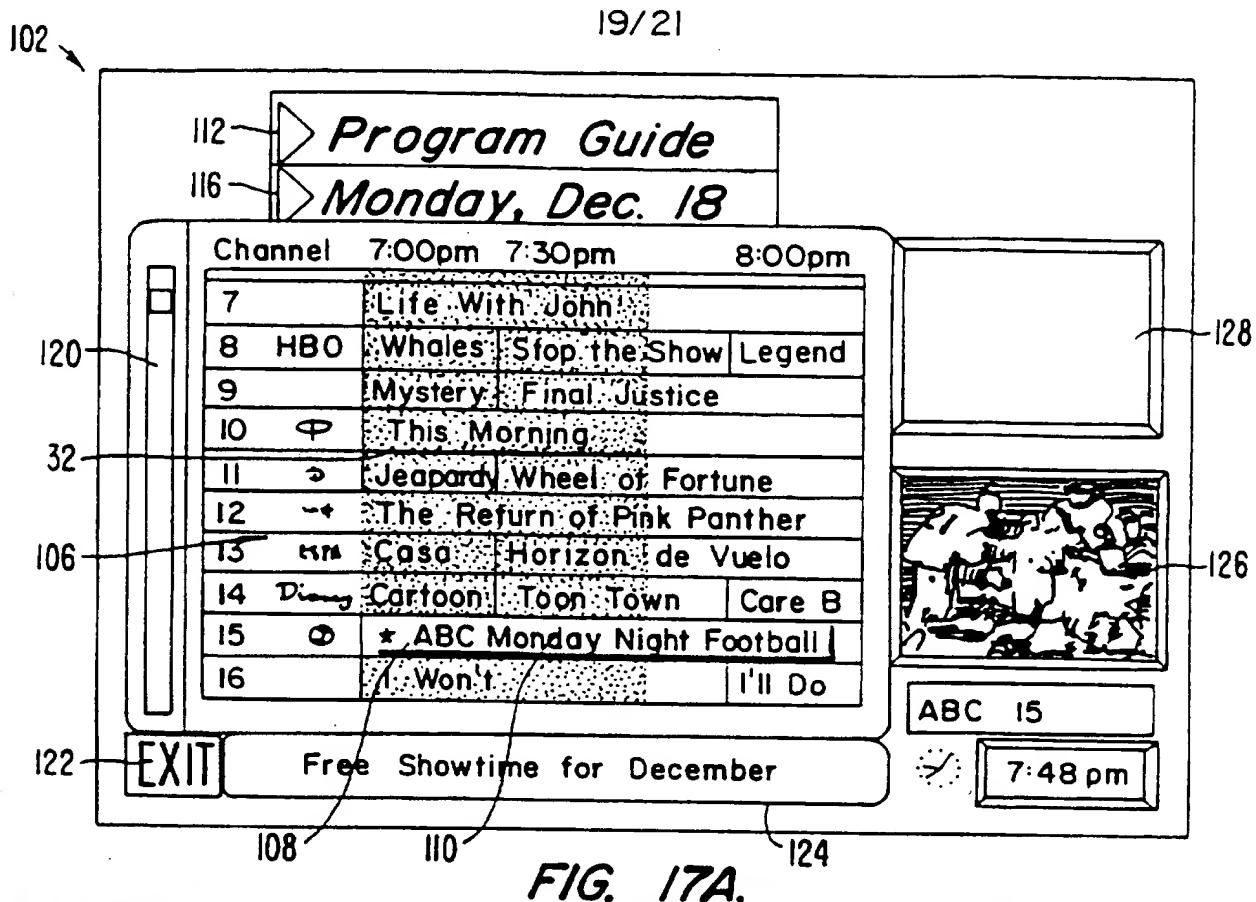 19/21
102
112 Program Guide
116 Monday, Dec. 18
Channel 7:00pm 7:30pm 8:00pm
7 Life With John
8 HBO Whales Stop the Show Legend
128
120
9 Mystery Final Justice
10 This Morning
32
11 Jeapardy Wheel of Fortune
12 The Return of Pink Panther
13 Casa Horizon de Vuelo
106
126
14 Disney Cartoon Toon Town Care B
15 * ABC Monday Night Football
16 I Won't I'll Do
ABC 15
122 EXIT Free Showtime for December 7:48 pm
108 110 124
FIG. 17A.